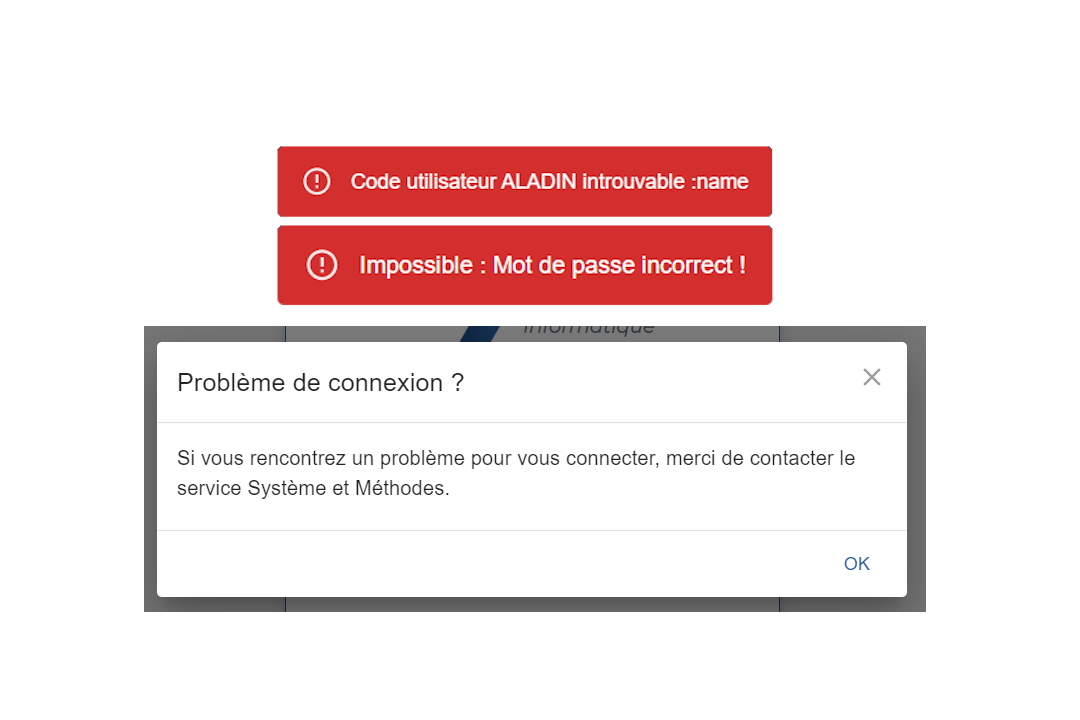 Code utilisateur ALADIN introuvable :name
Impossible : Mot de passe incorrect !
informatique
Problème de connexion ?
Si vous rencontrez un problème pour vous connecter, merci de contacter le
service Système et Méthodes.
OK